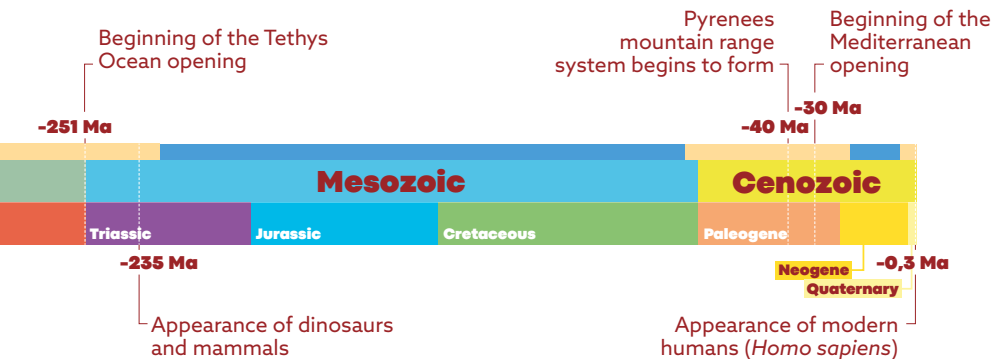 Beginning of the Tethys
Ocean opening
Pyrenees
mountain range
system begins to form
Beginning of the
Mediterranean
opening
-251 Ma
-40 Ma
-30 Ma
Mesozoic
Cenozoic
Triassic
Jurassic
Cretaceous
Paleogene
Neogene
Quaternary
-235 Ma
-0,3 Ma
Appearance of dinosaurs
and mammals
Appearance of modern
humans (Homo sapiens)